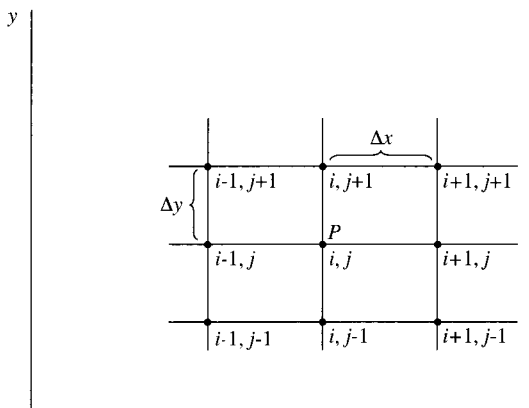 y
Δx
i-1, j+1 i, j+1 i+1, j+1
Δy
P
i-1, j i, j i+1, j
i-1, j-1 i, j-1 i+1, j-1